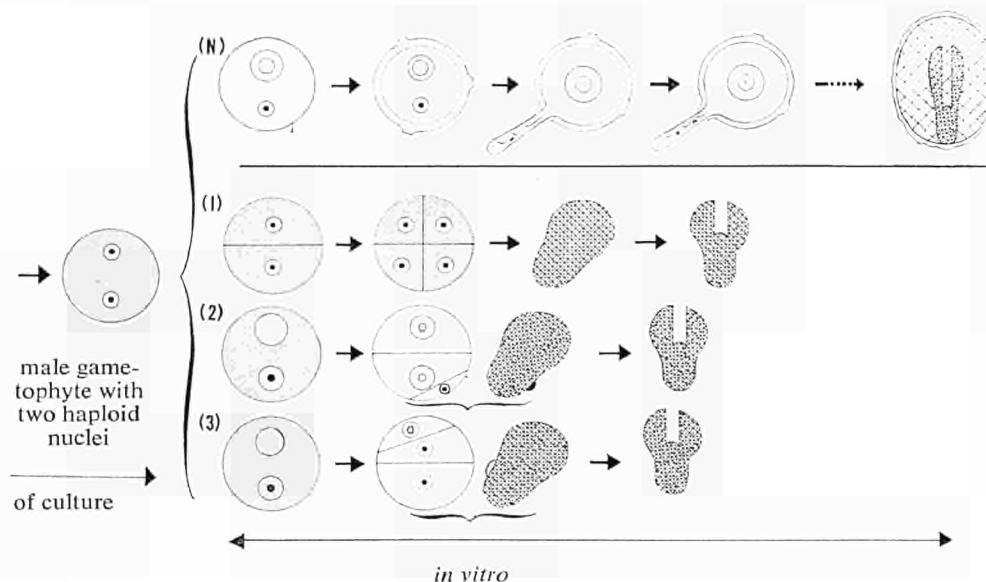 (N)
(1)
(2)
male game-
tophyte with
two haploid
nuclei
(3)
of culture
in vitro